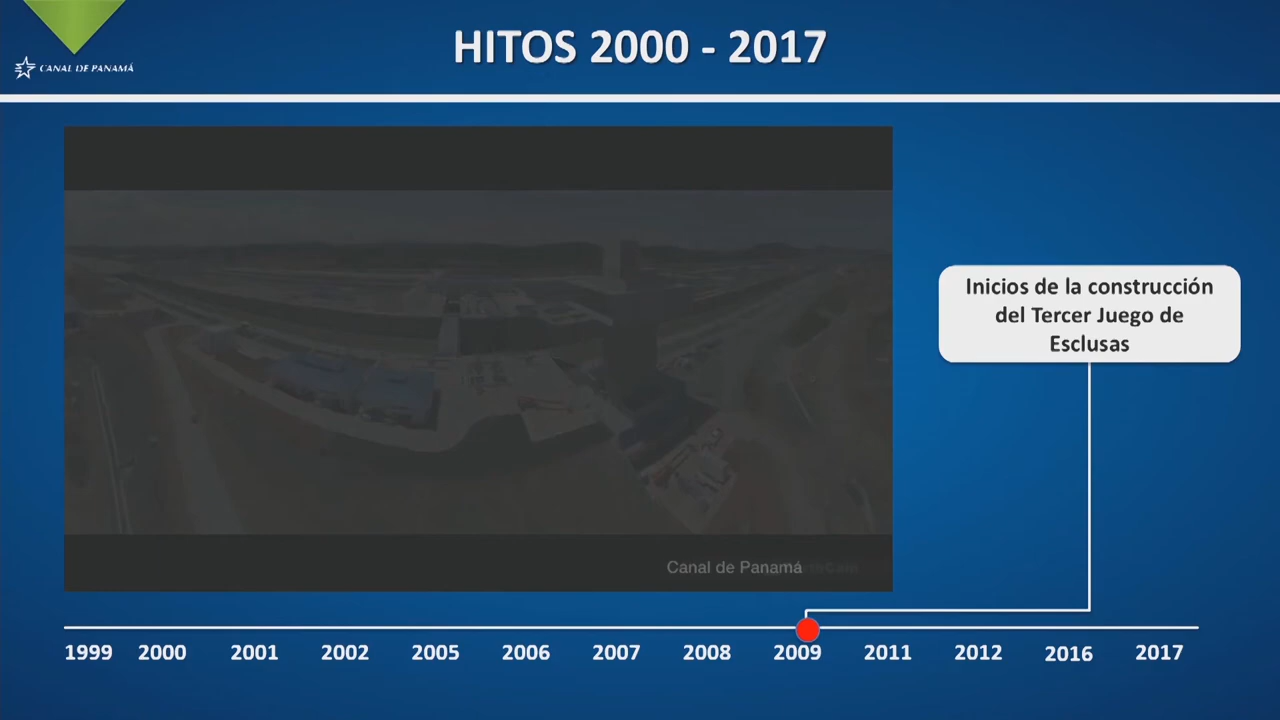 HITOS 2000 - 2017
CANAL DE PANAMÁ
Inicios de la construcción
del Tercer Juego de
Esclusas
Canal de Panamá
1999 2000 2001 2002 2005 2006 2007 2008 2009 2011 2012 2016 2017